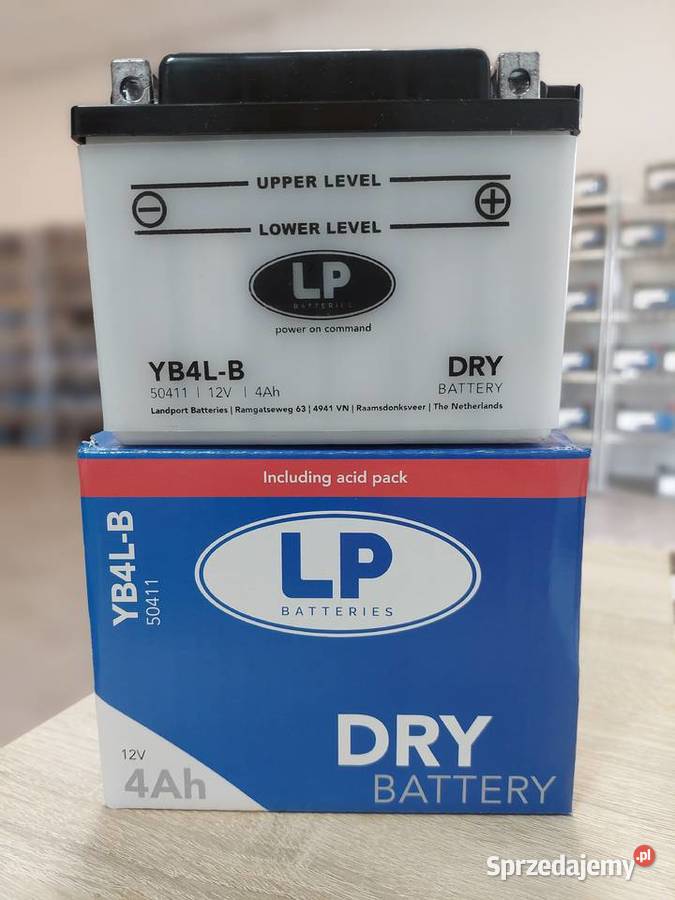 UPPER LEVEL
LOWER LEVEL
LP
BATTERIES
power on command
YB4L-B
50411 | 12V | 4Ah
DRY
BATTERY
Landport Batteries | Ramgatseweg 63 | 4941 VN | Raamsdonksveer | The Netherlands
Including acid pack
YB4L-B
50411
LP
BATTERIES
12V
4Ah
DRY
BATTERY
Sprzedajemy.pl